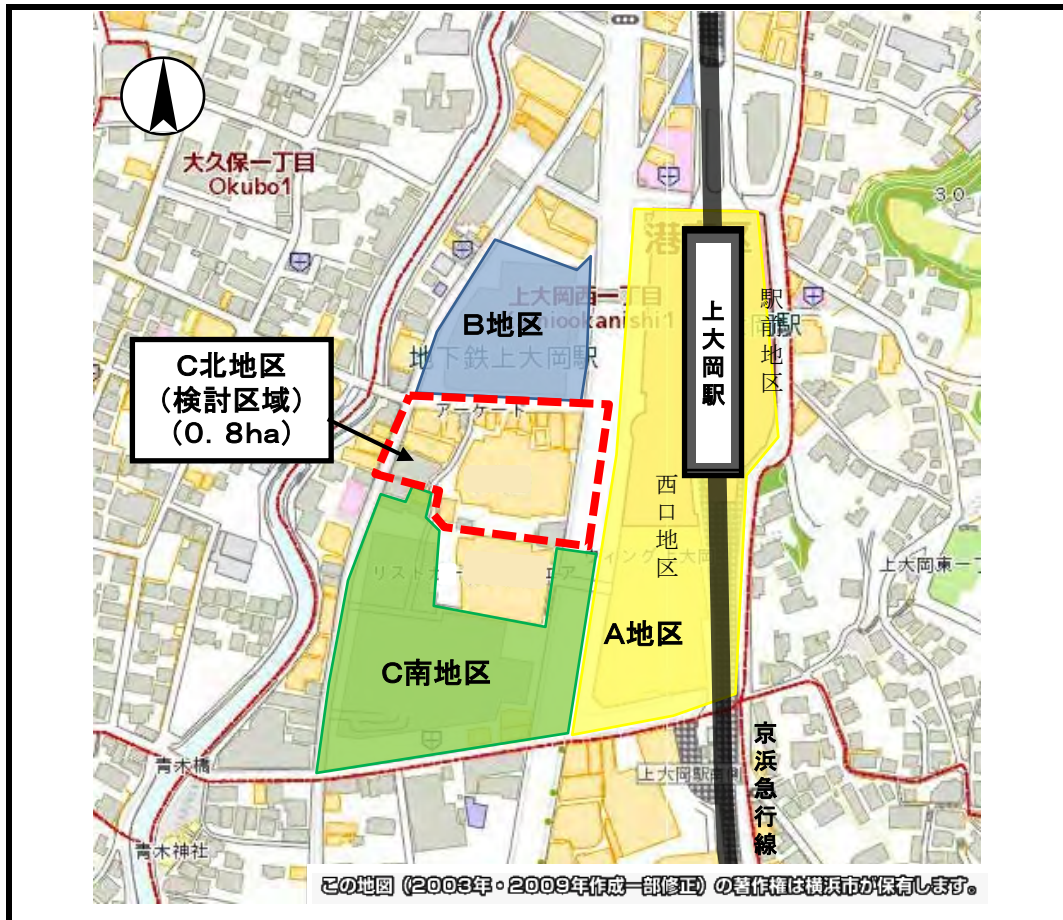 大久保一丁目
Okubo1
30
港南区
上大岡西一丁目
Kamiookanishi1
B地区
地下鉄上大岡駅
上大岡駅
駅前地区
C北地区
(検討区域)
(0.8ha)
アーケード
西口地区
上大岡東一丁
A地区
C南地区
京浜急行線
青木橋
青木神社
この地図(2003年・2009年作成一部修正)の著作権は横浜市が保有します。